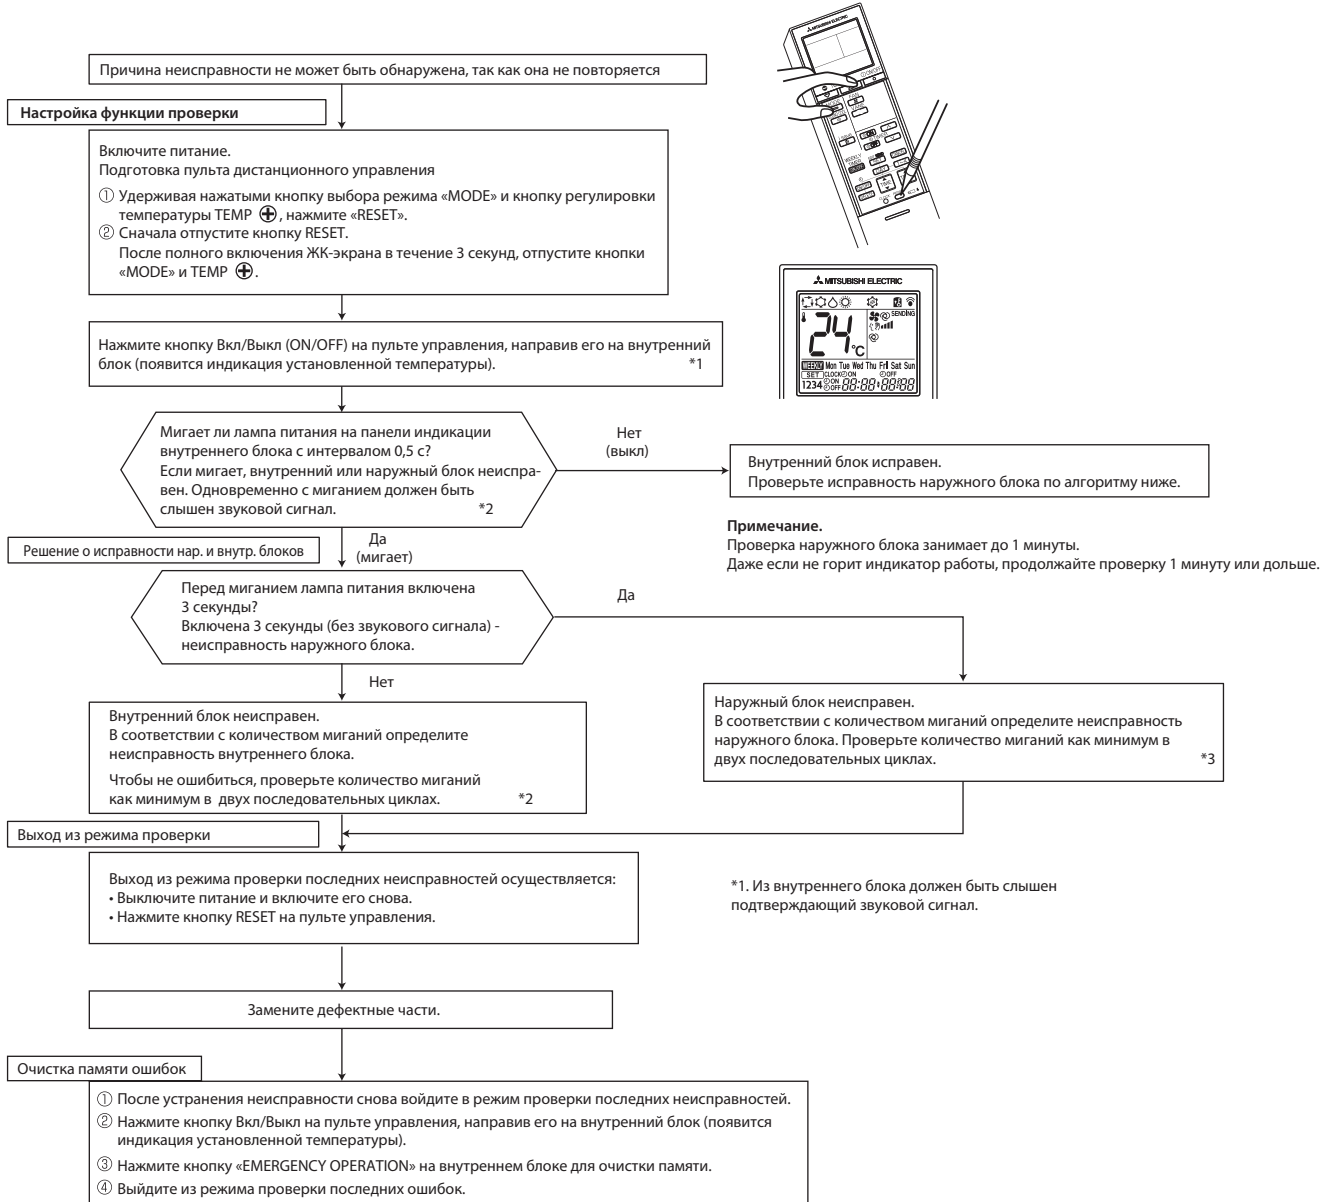 Причина неисправности не может быть обнаружена, так как она не повторяется
Настройка функции проверки
Включите питание.
Подготовка пульта дистанционного управления
① Удерживая нажатыми кнопку выбора режима «MODE» и кнопку регулировки
температуры TEMP ⊕, нажмите «RESET».
② Сначала отпустите кнопку RESET.
После полного включения ЖК-экрана в течение 3 секунд, отпустите кнопки
«MODE» и TEMP ⊕.
MITSUBISHI ELECTRIC
SENDING
24°C
WEEKLY Mon Tue Wed Thu Fri Sat Sun
SET CLOCK ON OFF
1234 ON OFF 88:88 88:88
Нажмите кнопку Вкл/Выкл (ON/OFF) на пульте управления, направив его на внутренний
блок (появится индикация установленной температуры). *1
Мигает ли лампа питания на панели индикации
внутреннего блока с интервалом 0,5 с?
Если мигает, внутренний или наружный блок неиспра-
вен. Одновременно с миганием должен быть
слышен звуковой сигнал. *2
Нет
(выкл)
Внутренний блок исправен.
Проверьте исправность наружного блока по алгоритму ниже.
Примечание.
Проверка наружного блока занимает до 1 минуты.
Даже если не горит индикатор работы, продолжайте проверку 1 минуту или дольше.
Да
(мигает)
Решение о исправности нар. и внутр. блоков
Перед миганием лампа питания включена
3 секунды?
Включена 3 секунды (без звукового сигнала) -
неисправность наружного блока.
Да
Нет
Внутренний блок неисправен.
В соответствии с количеством миганий определите
неисправность внутреннего блока.
Чтобы не ошибиться, проверьте количество миганий
как минимум в двух последовательных циклах. *2
Наружный блок неисправен.
В соответствии с количеством миганий определите неисправность
наружного блока. Проверьте количество миганий как минимум в
двух последовательных циклах. *3
Выход из режима проверки
Выход из режима проверки последних неисправностей осуществляется:
• Выключите питание и включите его снова.
• Нажмите кнопку RESET на пульте управления.
*1. Из внутреннего блока должен быть слышен
подтверждающий звуковой сигнал.
Замените дефектные части.
Очистка памяти ошибок
① После устранения неисправности снова войдите в режим проверки последних неисправностей.
② Нажмите кнопку Вкл/Выкл на пульте управления, направив его на внутренний блок (появится
индикация установленной температуры).
③ Нажмите кнопку «EMERGENCY OPERATION» на внутреннем блоке для очистки памяти.
④ Выйдите из режима проверки последних ошибок.